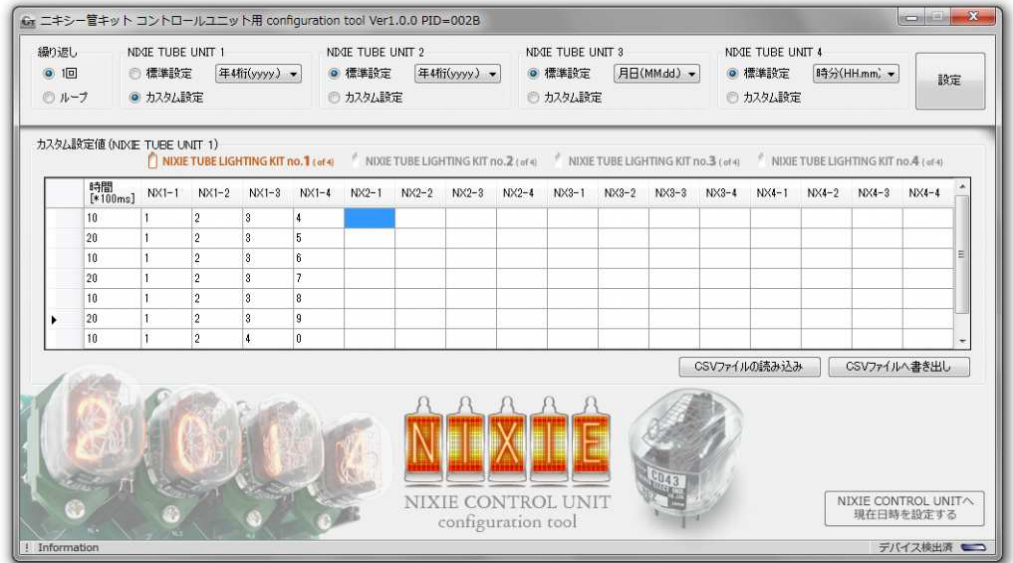 ニキシー管キット コントロールユニット用 configuration tool Ver1.0.0 PID=002B
繰り返し NIXIE TUBE UNIT 1 NIXIE TUBE UNIT 2 NIXIE TUBE UNIT 3 NIXIE TUBE UNIT 4
1回 標準設定 年4桁(yyyy) 標準設定 年4桁(yyyy) 標準設定 月日(MM.dd) 標準設定 時分(HH.mm) 設定
ループ カスタム設定 カスタム設定 カスタム設定 カスタム設定
カスタム設定値(NIXIE TUBE UNIT 1)
NIXIE TUBE LIGHTING KIT no.1 (of 4) NIXIE TUBE LIGHTING KIT no.2 (of 4) NIXIE TUBE LIGHTING KIT no.3 (of 4) NIXIE TUBE LIGHTING KIT no.4 (of 4)
時間
[*100ms] NX1-1 NX1-2 NX1-3 NX1-4 NX2-1 NX2-2 NX2-3 NX2-4 NX3-1 NX3-2 NX3-3 NX3-4 NX4-1 NX4-2 NX4-3 NX4-4
10 1 2 3 4
20 1 2 3 5
10 1 2 3 6
20 1 2 3 7
10 1 2 3 8
20 1 2 3 9
10 1 2 4 0
CSVファイルの読み込み CSVファイルへ書き出し
2 0 1 4
NIXIE
CD43
NIXIE CONTROL UNIT
configuration tool
NIXIE CONTROL UNITへ
現在日時を設定する
! Information デバイス検出済